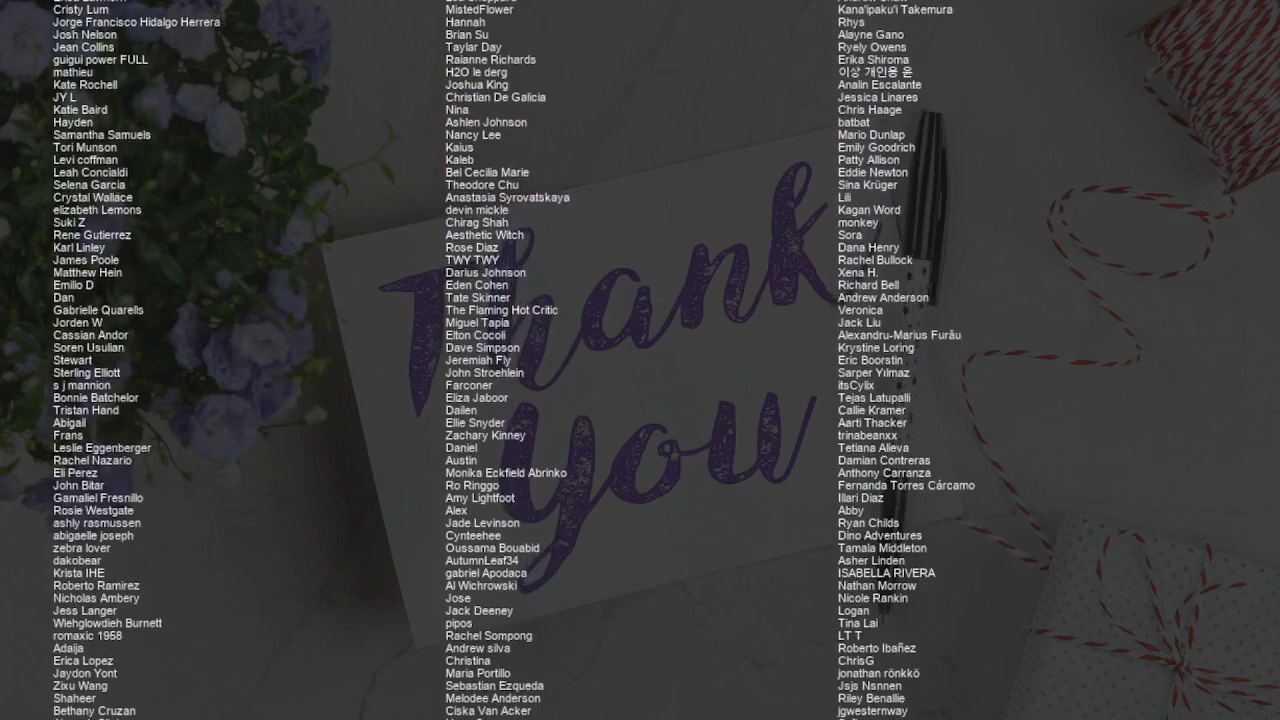 Cristy Lum
Jorge Francisco Hidalgo Herrera
Josh Nelson
Jean Collins
guigui power FULL
mathieu
Kate Rochell
JY L
Katie Baird
Hayden
Samantha Samuels
Tori Munson
Levi coffman
Leah Concialdi
Selena Garcia
Crystal Wallace
elizabeth Lemons
Suki Z
Rene Gutierrez
Karl Linley
James Poole
Matthew Hein
Emilio D
Dan
Gabrielle Quarells
Jorden W
Cassian Andor
Soren Usulian
Stewart
Sterling Elliott
s j mannion
Bonnie Batchelor
Tristan Hand
Abigail
Frans
Leslie Eggenberger
Rachel Nazario
Eli Perez
John Bitar
Gamaliel Fresnillo
Rosie Westgate
ashly rasmussen
abigaelle joseph
zebra lover
dakobear
Krista IHE
Roberto Ramirez
Nicholas Ambery
Jess Langer
Wiehglowdieh Burnett
romaxic 1958
Adaija
Erica Lopez
Jaydon Yont
Zixu Wang
Shaheer
Bethany Cruzan
MistedFlower
Hannah
Brian Su
Taylar Day
Raianne Richards
H2O le derg
Joshua King
Christian De Galicia
Nina
Ashlen Johnson
Nancy Lee
Kaius
Kaleb
Bel Cecilia Marie
Theodore Chu
Anastasia Syrovatskaya
devin mickle
Chirag Shah
Aesthetic Witch
Rose Diaz
TWY TWY
Darius Johnson
Eden Cohen
Tate Skinner
The Flaming Hot Critic
Miguel Tapia
Elton Cocoli
Dave Simpson
Jeremiah Fly
John Stroehlein
Farconer
Eliza Jaboor
Dailen
Ellie Snyder
Zachary Kinney
Daniel
Austin
Monika Eckfield Abrinko
Ro Ringgo
Amy Lightfoot
Alex
Jade Levinson
Cynteehee
Oussama Bouabid
AutumnLeaf34
gabriel Apodaca
Al Wichrowski
Jose
Jack Deeney
pipos
Rachel Sompong
Andrew silva
Christina
Maria Portillo
Sebastian Ezqueda
Melodee Anderson
Ciska Van Acker
Kana'ipaku'i Takemura
Rhys
Alayne Gano
Ryely Owens
Erika Shiroma
이상 개인용 윤
Analin Escalante
Jessica Linares
Chris Haage
batbat
Mario Dunlap
Emily Goodrich
Patty Allison
Eddie Newton
Sina Krüger
Lili
Kagan Word
monkey
Sora
Dana Henry
Rachel Bullock
Xena H.
Richard Bell
Andrew Anderson
Veronica
Jack Liu
Alexandru-Marius Furău
Krystine Loring
Eric Boorstin
Sarper Yılmaz
itsCylix
Tejas Latupalli
Callie Kramer
Aarti Thacker
trinabeanxx
Tetiana Alieva
Damian Contreras
Anthony Carranza
Fernanda Torres Cárcamo
Illari Diaz
Abby
Ryan Childs
Dino Adventures
Tamala Middleton
Asher Linden
ISABELLA RIVERA
Nathan Morrow
Nicole Rankin
Logan
Tina Lai
LT T
Roberto Ibañez
ChrisG
jonathan rönkkö
Jsjs Nsnnen
Riley Benallie
jgwesternway
Thank
you